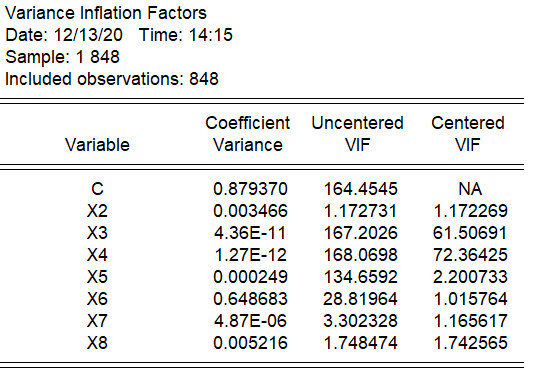 Variance Inflation Factors
Date: 12/13/20 Time: 14:15
Sample: 1 848
Included observations: 848
Coefficient Uncentered Centered
Variable Variance VIF VIF
C 0.879370 164.4545 NA
X2 0.003466 1.172731 1.172269
X3 4.36E-11 167.2026 61.50691
X4 1.27E-12 168.0698 72.36425
X5 0.000249 134.6592 2.200733
X6 0.648683 28.81964 1.015764
X7 4.87E-06 3.302328 1.165617
X8 0.005216 1.748474 1.742565